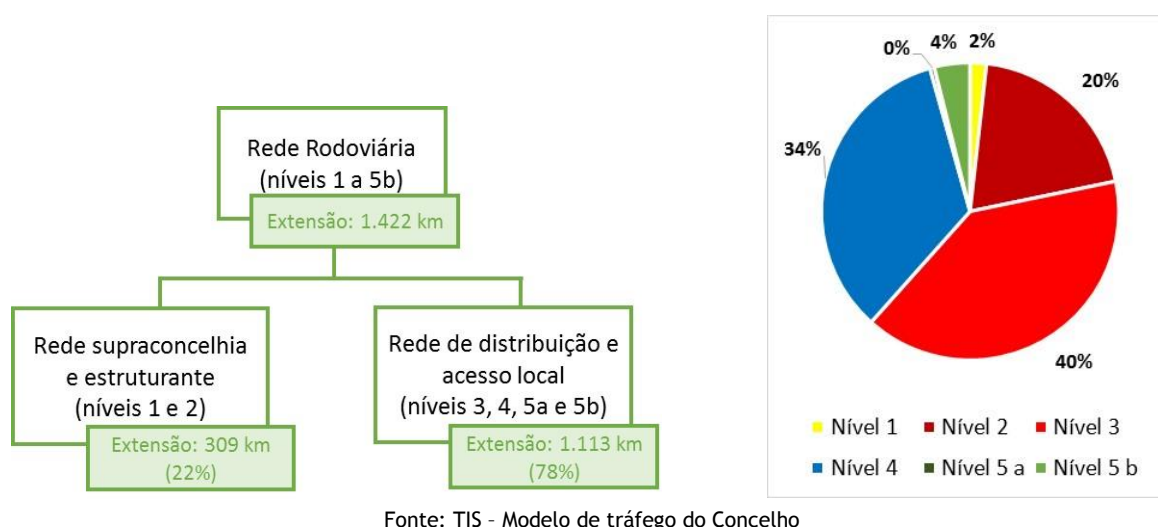 Rede Rodoviária
(níveis 1 a 5b)
Extensão: 1.422 km
Rede supraconcelhia
e estruturante
(níveis 1 e 2)
Extensão: 309 km
(22%)
Rede de distribuição e
acesso local
(níveis 3, 4, 5a e 5b)
Extensão: 1.113 km
(78%)
0%
4%
2%
20%
34%
40%
Nível 1
Nível 2
Nível 3
Nível 4
Nível 5 a
Nível 5 b
Fonte: TIS – Modelo de tráfego do Concelho